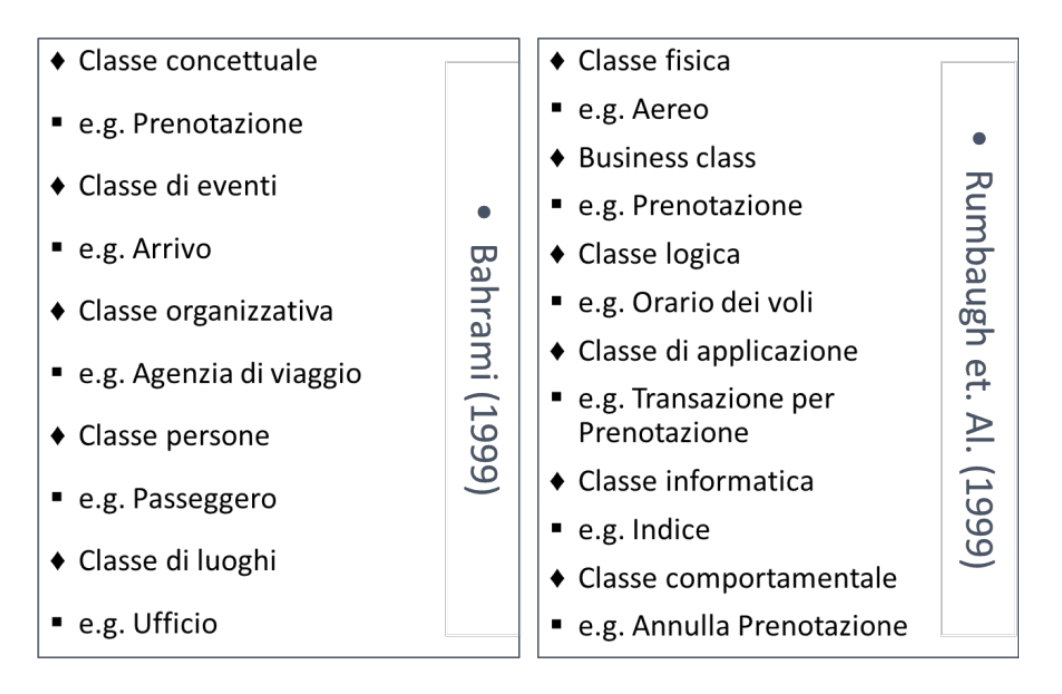 ♦ Classe concettuale
▪ e.g. Prenotazione
♦ Classe di eventi
▪ e.g. Arrivo
♦ Classe organizzativa
▪ e.g. Agenzia di viaggio
♦ Classe persone
▪ e.g. Passeggero
♦ Classe di luoghi
▪ e.g. Ufficio
• Bahrami (1999)
♦ Classe fisica
▪ e.g. Aereo
♦ Business class
▪ e.g. Prenotazione
♦ Classe logica
▪ e.g. Orario dei voli
♦ Classe di applicazione
▪ e.g. Transazione per
Prenotazione
♦ Classe informatica
▪ e.g. Indice
♦ Classe comportamentale
▪ e.g. Annulla Prenotazione
• Rumbaugh et. Al. (1999)